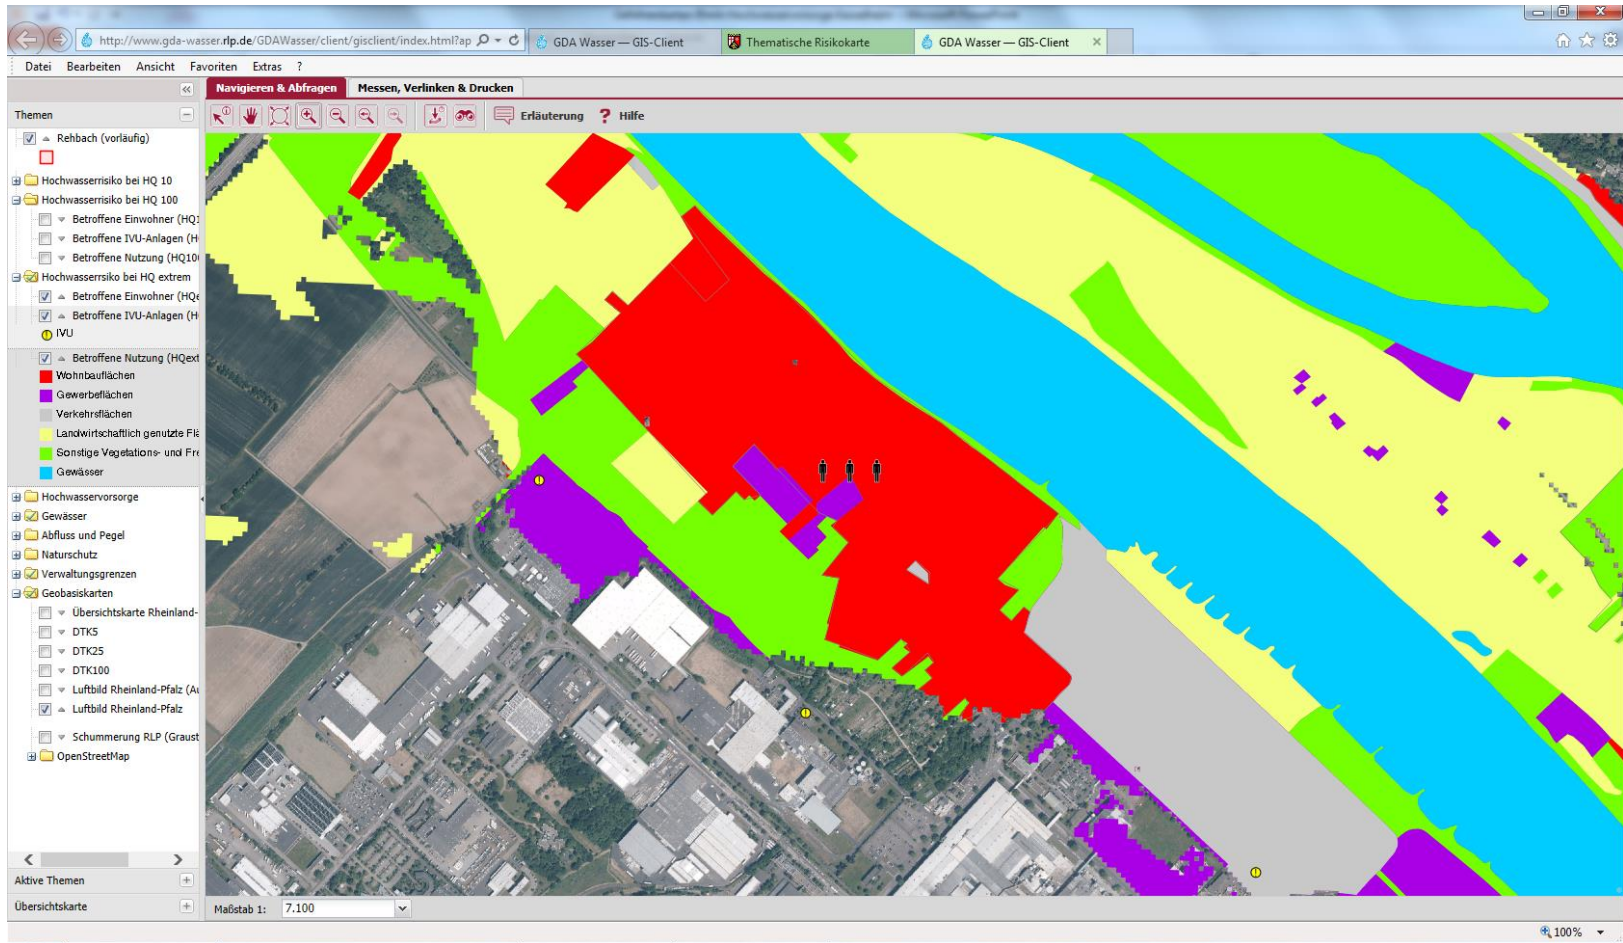 http://www.gda-wasser.rlp.de/GDAWasser/client/gisclient/index.html?ap
GDA Wasser — GIS-Client
Thematische Risikokarte
GDA Wasser — GIS-Client
Datei Bearbeiten Ansicht Favoriten Extras ?
Navigieren & Abfragen
Messen, Verlinken & Drucken
Themen
Erläuterung
? Hilfe
Rehbach (vorläufig)
Hochwasserrisiko bei HQ 10
Hochwasserrisiko bei HQ 100
Betroffene Einwohner (HQ1
Betroffene IVU-Anlagen (H
Betroffene Nutzung (HQ10
Hochwasserrsiko bei HQ extrem
Betroffene Einwohner (HQe
Betroffene IVU-Anlagen (H
IVU
Betroffene Nutzung (HQext
Wohnbauflächen
Gewerbeflächen
Verkehrsflächen
Landwirtschaftlich genutzte Flä
Sonstige Vegetations- und Fre
Gewässer
Hochwasservorsorge
Gewässer
Abfluss und Pegel
Naturschutz
Verwaltungsgrenzen
Geobasiskarten
Übersichtskarte Rheinland-
DTK5
DTK25
DTK100
Luftbild Rheinland-Pfalz (Au
Luftbild Rheinland-Pfalz
Schummerung RLP (Graust
OpenStreetMap
Aktive Themen
Übersichtskarte
Maßstab 1: 7.100
100%